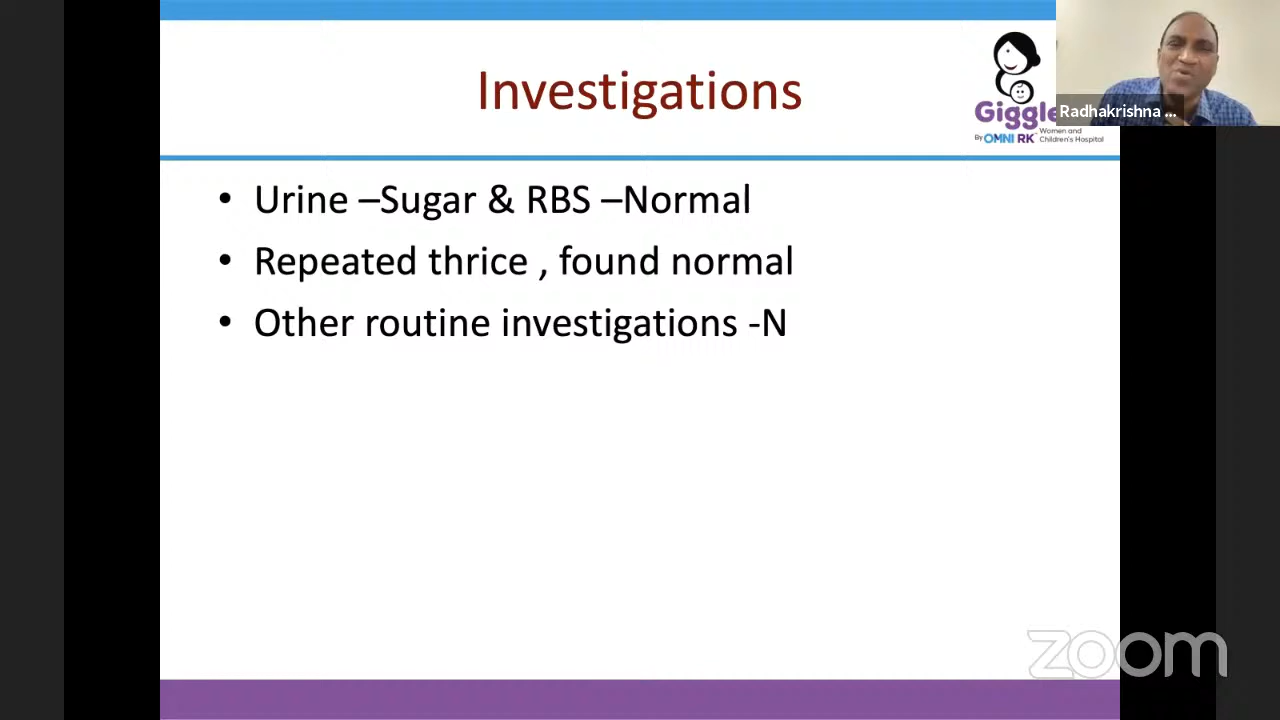 Investigations
Giggle
By OMNI RK Women and
Children's Hospital
Radhakrishna ...
• Urine –Sugar & RBS –Normal
• Repeated thrice , found normal
• Other routine investigations -N
zoom